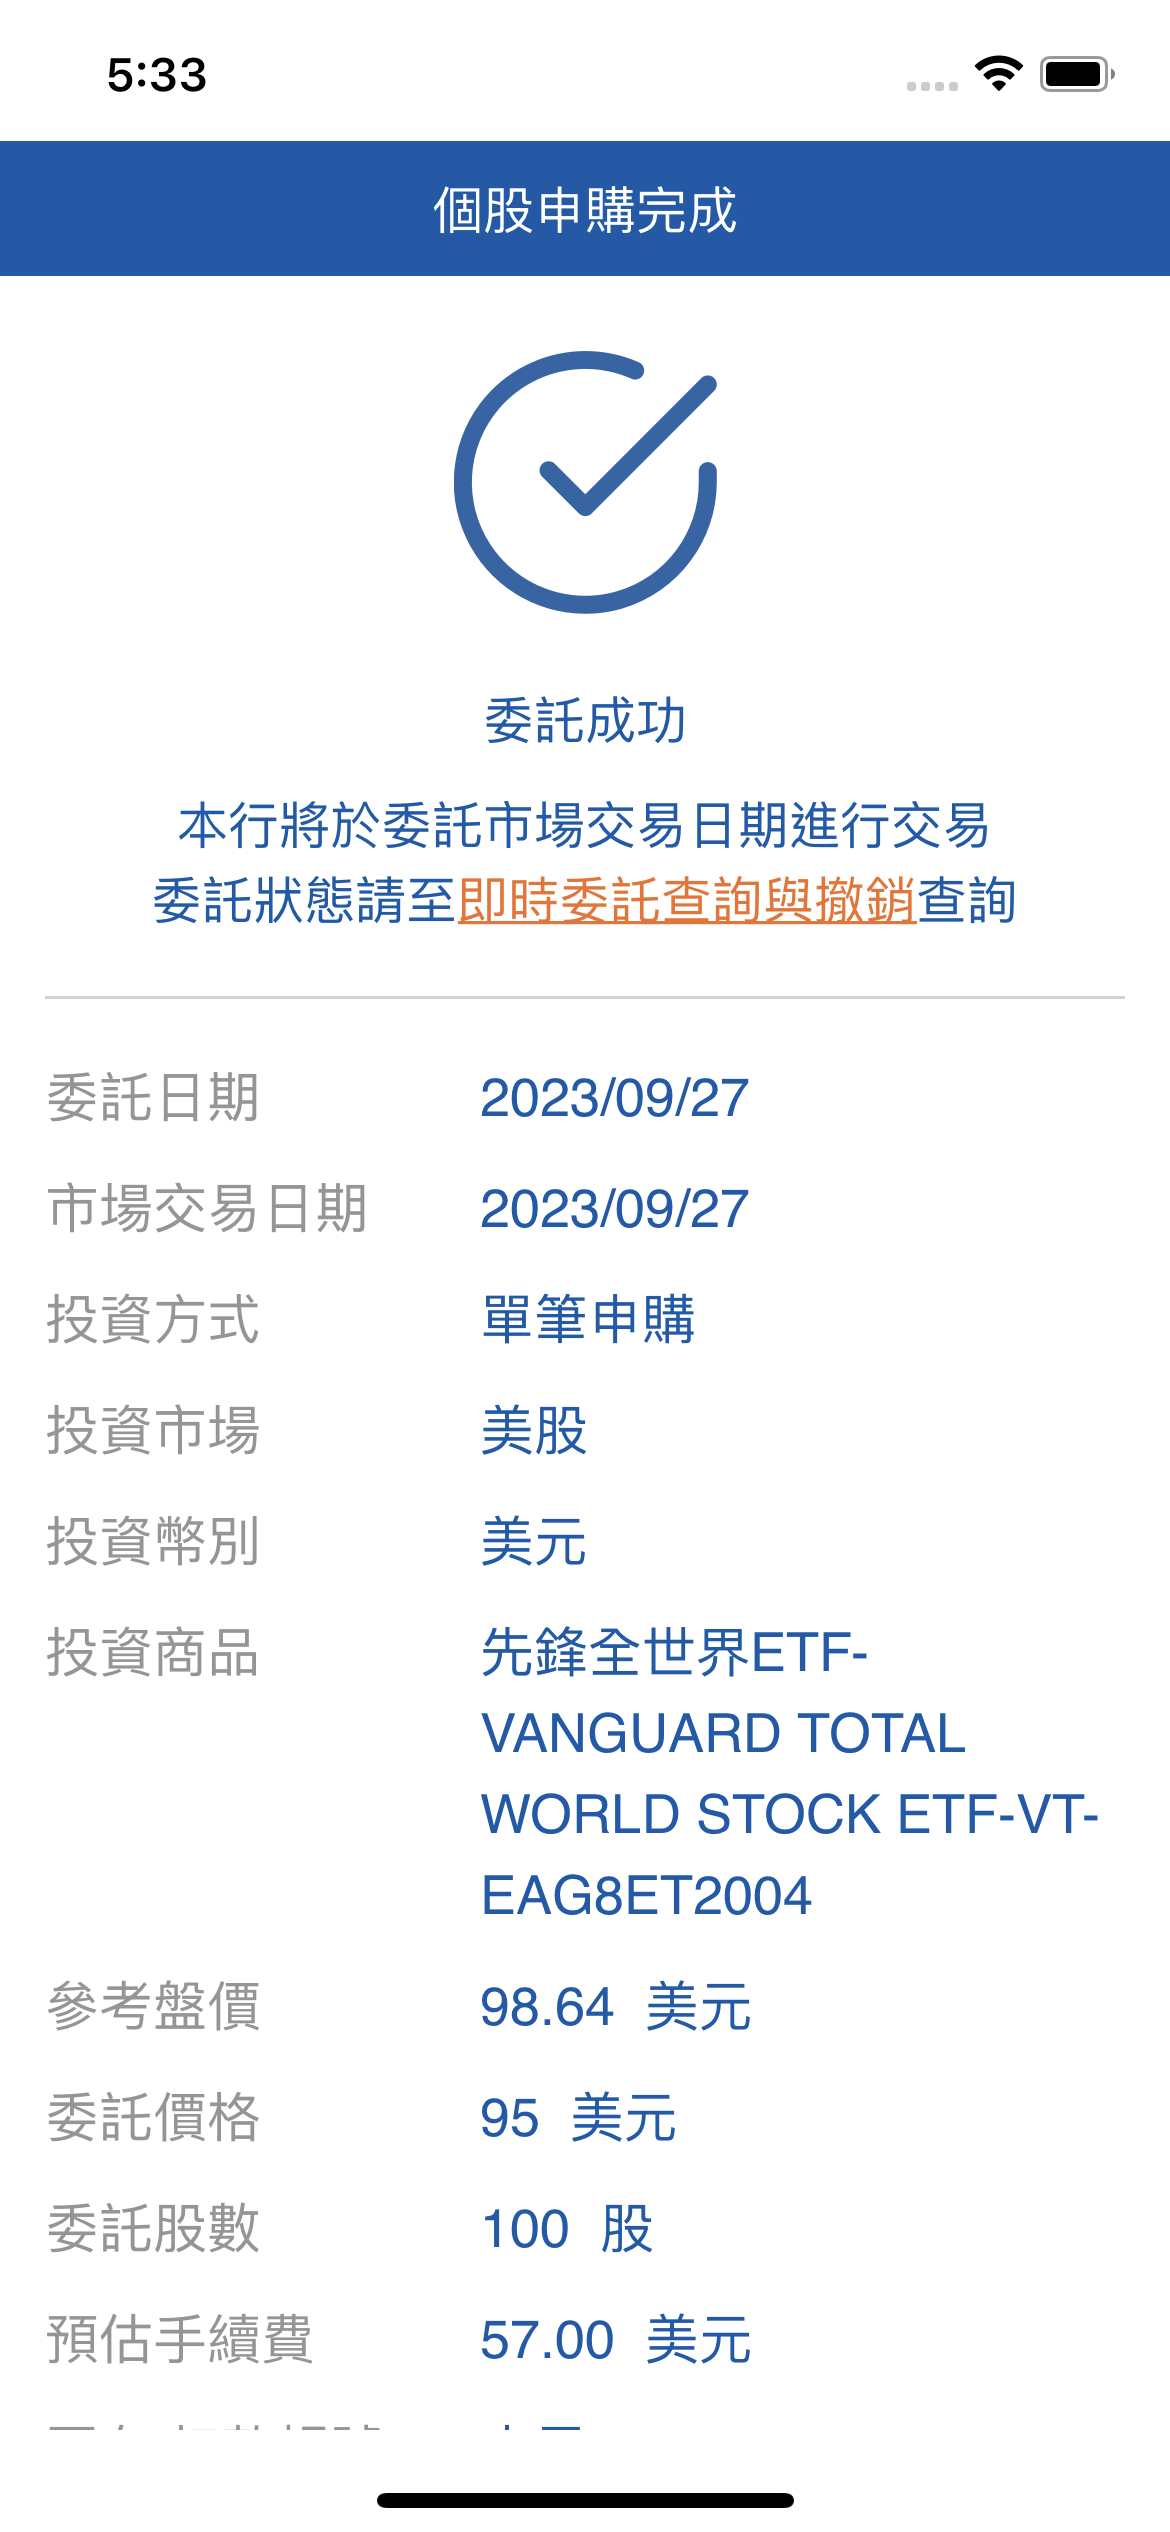 5:33
個股申購完成
委託成功
本行將於委託市場交易日期進行交易
委託狀態請至即時委託查詢與撤銷查詢
委託日期 2023/09/27
市場交易日期 2023/09/27
投資方式 單筆申購
投資市場 美股
投資幣別 美元
投資商品 先鋒全世界ETF-
VANGUARD TOTAL
WORLD STOCK ETF-VT-
EAG8ET2004
參考盤價 98.64 美元
委託價格 95 美元
委託股數 100 股
預估手續費 57.00 美元